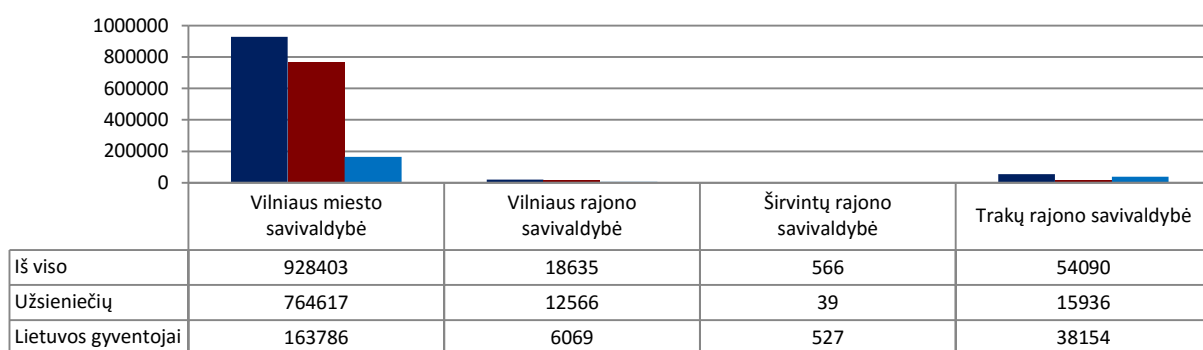 1000000
800000
600000
400000
200000
0
Vilniaus miesto
savivaldybė
Vilniaus rajono
savivaldybė
Širvintų rajono
savivaldybė
Trakų rajono savivaldybė
Iš viso 928403 18635 566 54090
Užsieniečių 764617 12566 39 15936
Lietuvos gyventojai 163786 6069 527 38154